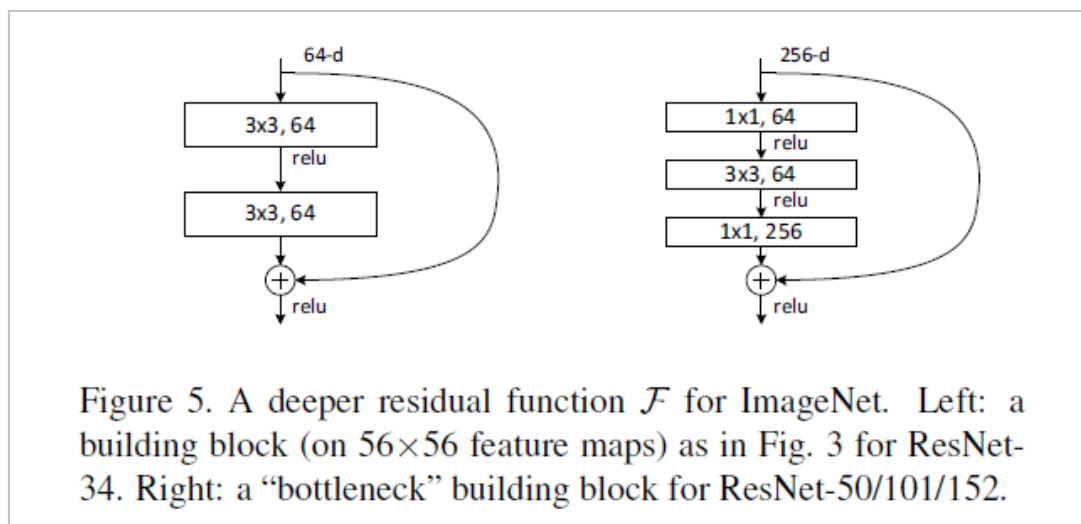 64-d
3x3, 64
relu
3x3, 64
relu
256-d
1x1, 64
relu
3x3, 64
relu
1x1, 256
relu
Figure 5. A deeper residual function F for ImageNet. Left: a
building block (on 56×56 feature maps) as in Fig. 3 for ResNet-
34. Right: a “bottleneck” building block for ResNet-50/101/152.